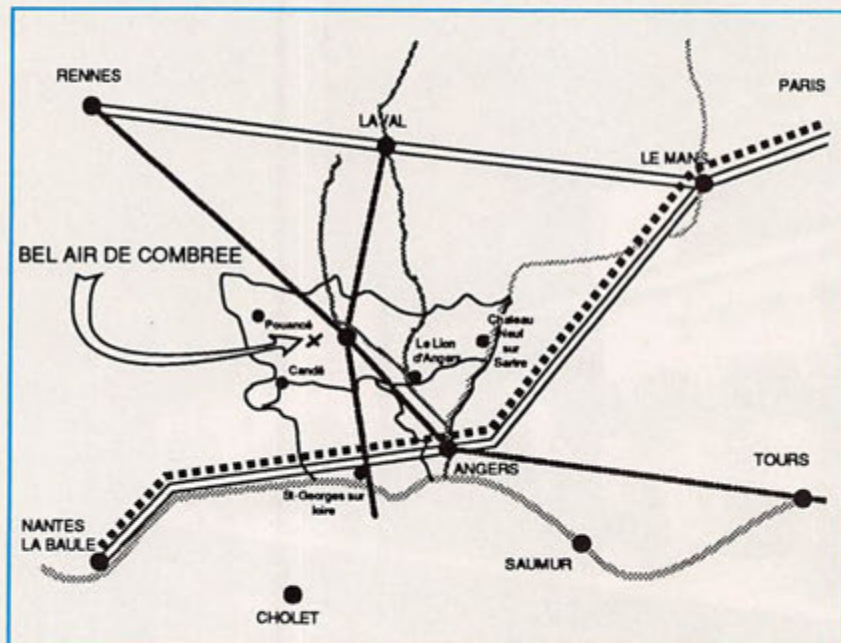 RENNES
PARIS
LAVAL
LE MANS
BEL AIR DE COMBREE
Pouancé
Le Lion
d'Angers
Chateau
Neuf
sur
Sartre
Candé
ANGERS
TOURS
St-Georges sur
loire
NANTES
LA BAULE
SAUMUR
CHOLET